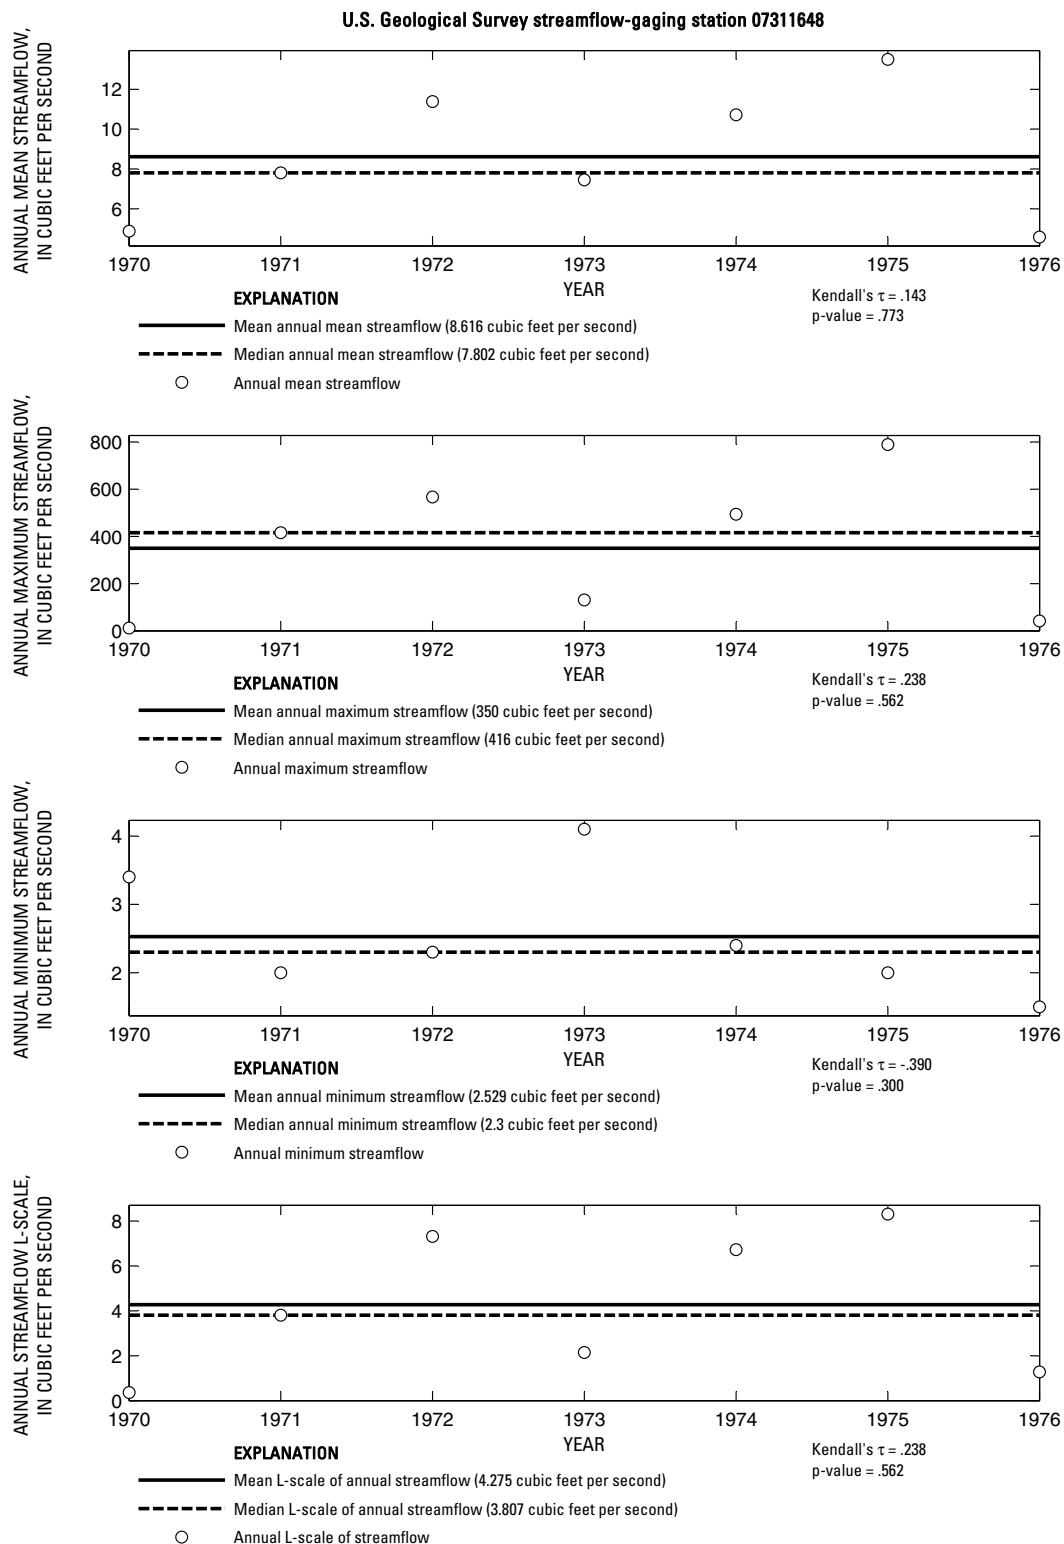 U.S. Geological Survey streamflow-gaging station 07311648
ANNUAL MEAN STREAMFLOW,
IN CUBIC FEET PER SECOND
12
10
8
6
1970 1971 1972 1973 1974 1975 1976
YEAR
Kendall's τ = .143
p-value = .773
EXPLANATION
Mean annual mean streamflow (8.616 cubic feet per second)
Median annual mean streamflow (7.802 cubic feet per second)
Annual mean streamflow
ANNUAL MAXIMUM STREAMFLOW,
IN CUBIC FEET PER SECOND
800
600
400
200
0
1970 1971 1972 1973 1974 1975 1976
YEAR
Kendall's τ = .238
p-value = .562
EXPLANATION
Mean annual maximum streamflow (350 cubic feet per second)
Median annual maximum streamflow (416 cubic feet per second)
Annual maximum streamflow
ANNUAL MINIMUM STREAMFLOW,
IN CUBIC FEET PER SECOND
4
3
2
1970 1971 1972 1973 1974 1975 1976
YEAR
Kendall's τ = -.390
p-value = .300
EXPLANATION
Mean annual minimum streamflow (2.529 cubic feet per second)
Median annual minimum streamflow (2.3 cubic feet per second)
Annual minimum streamflow
ANNUAL STREAMFLOW L-SCALE,
IN CUBIC FEET PER SECOND
8
6
4
2
0
1970 1971 1972 1973 1974 1975 1976
YEAR
Kendall's τ = .238
p-value = .562
EXPLANATION
Mean L-scale of annual streamflow (4.275 cubic feet per second)
Median L-scale of annual streamflow (3.807 cubic feet per second)
Annual L-scale of streamflow